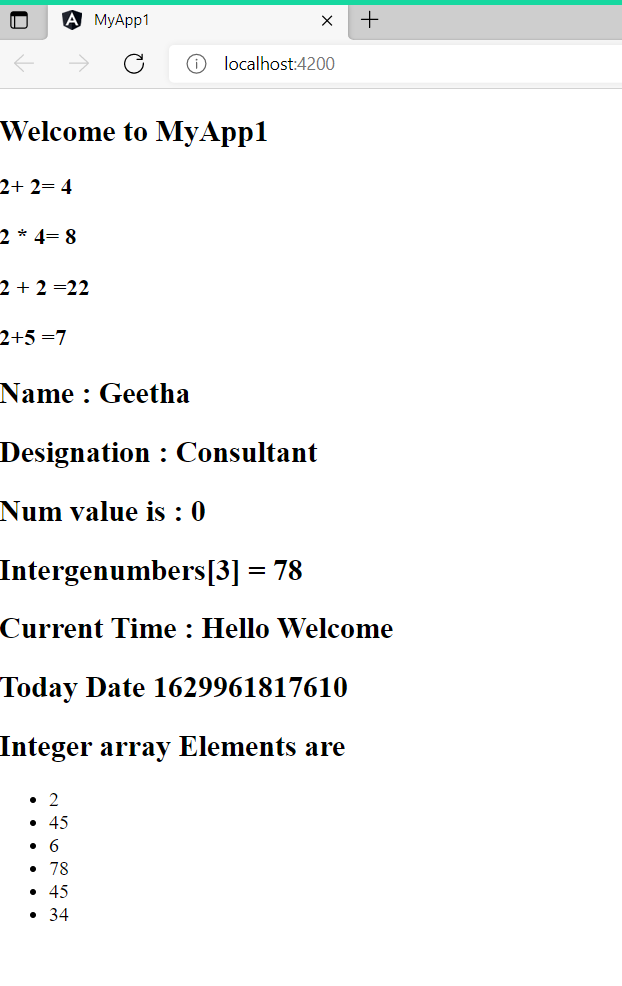 MyApp1
localhost:4200
Welcome to MyApp1
2+ 2= 4
2 * 4= 8
2 + 2 =22
2+5 =7
Name : Geetha
Designation : Consultant
Num value is : 0
Intergenumbers[3] = 78
Current Time : Hello Welcome
Today Date 1629961817610
Integer array Elements are
2
45
6
78
45
34